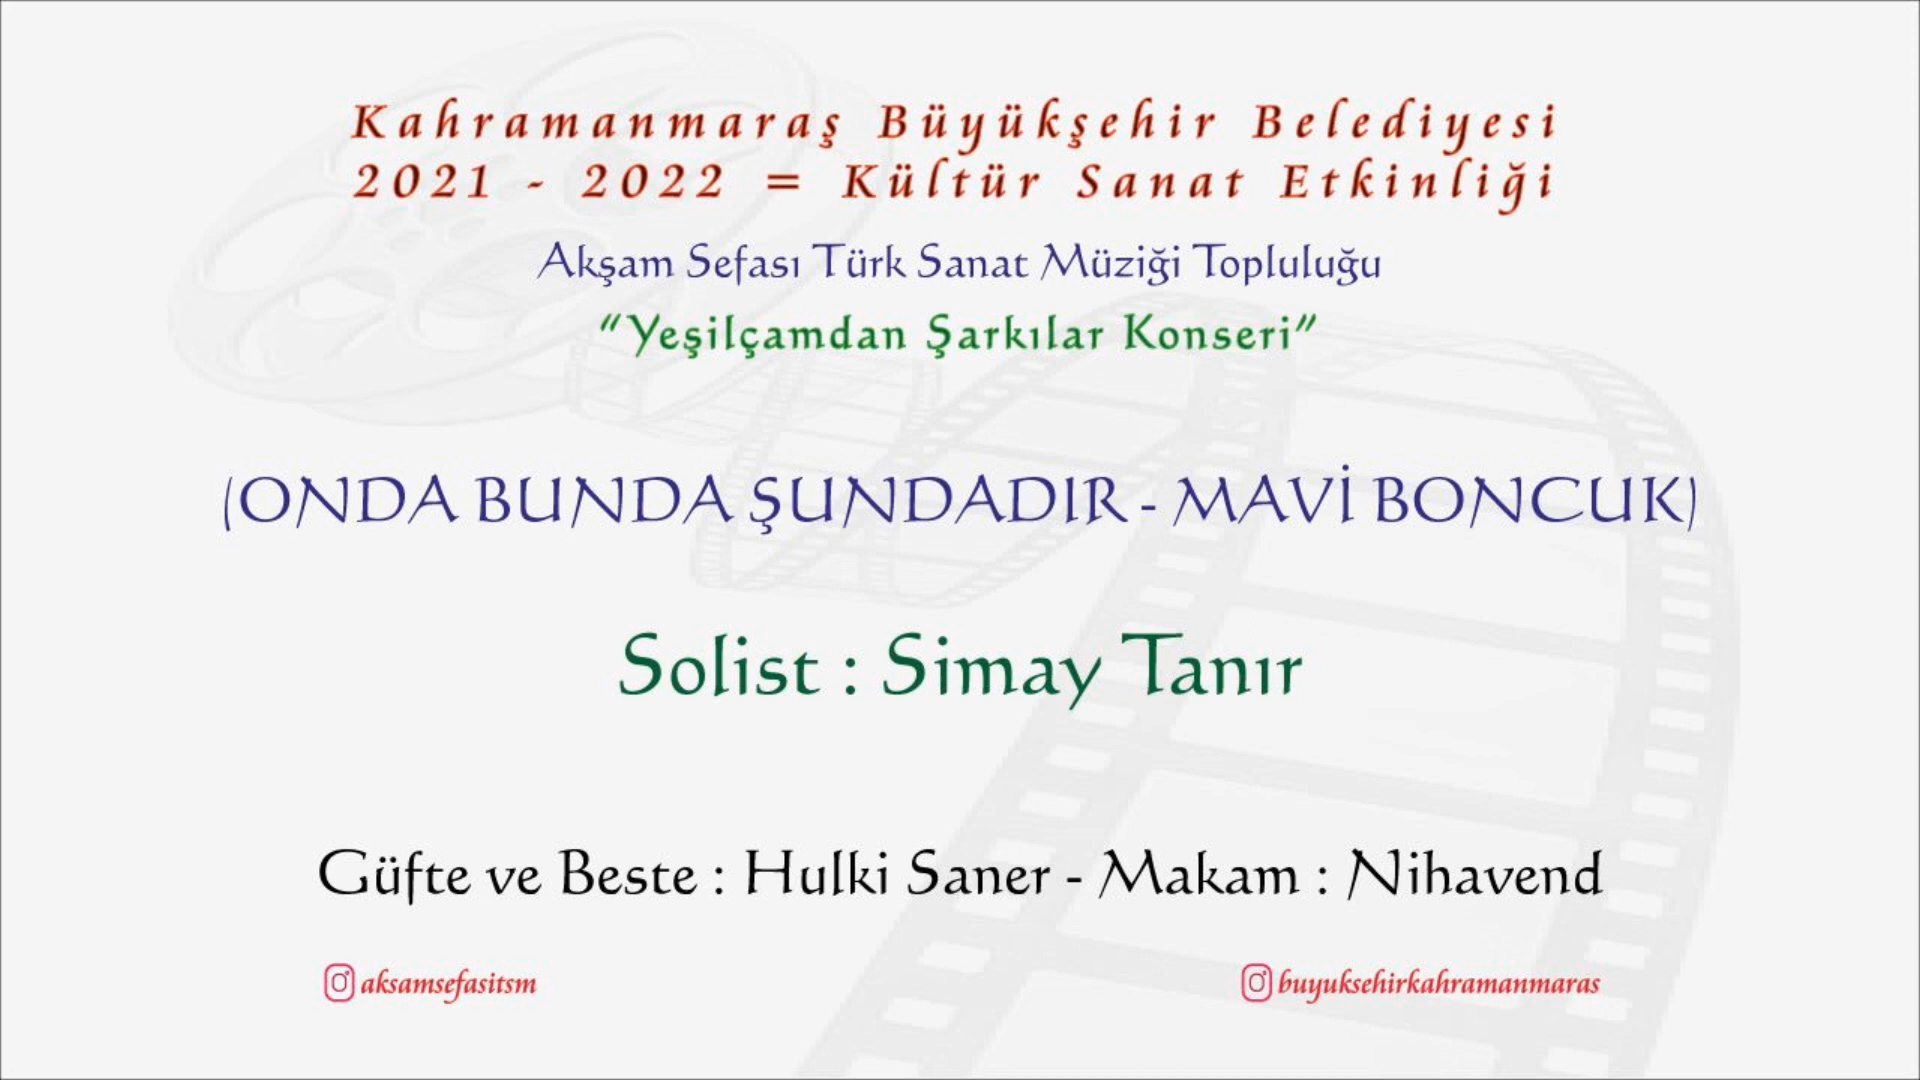 Kahramanmaraş Büyükşehir Belediyesi
2021 - 2022 = Kültür Sanat Etkinliği
Akşam Sefası Türk Sanat Müziği Topluluğu
"Yeşilçamdan Şarkılar Konseri"
(ONDA BUNDA ŞUNDADIR - MAVİ BONCUK)
Solist : Simay Tanır
Güfte ve Beste : Hulki Saner - Makam : Nihavend
aksamsefasitsm
buyuksehirkahramanmaras